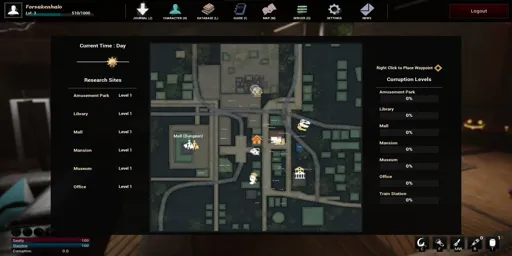 Forsakenhalo
Lvl. 4 510/1000
JOURNAL (J)
CHARACTER (H)
DATABASE (L)
GUIDE (I)
MAP (M)
SERVER (O)
SETTINGS
NEWS
Logout
Current Time : Day
Research Sites
Amusement Park Level 1
Library Level 1
Mall Level 1
Mansion Level 1
Museum Level 1
Office Level 1
Mall (Dungeon)
Right Click to Place Waypoint
Corruption Levels
Amusement Park
0%
Library
0%
Mall
0%
Mansion
0%
Museum
0%
Office
0%
Train Station
0%
Sanity 100
Stamina 100
Corruption 0.0